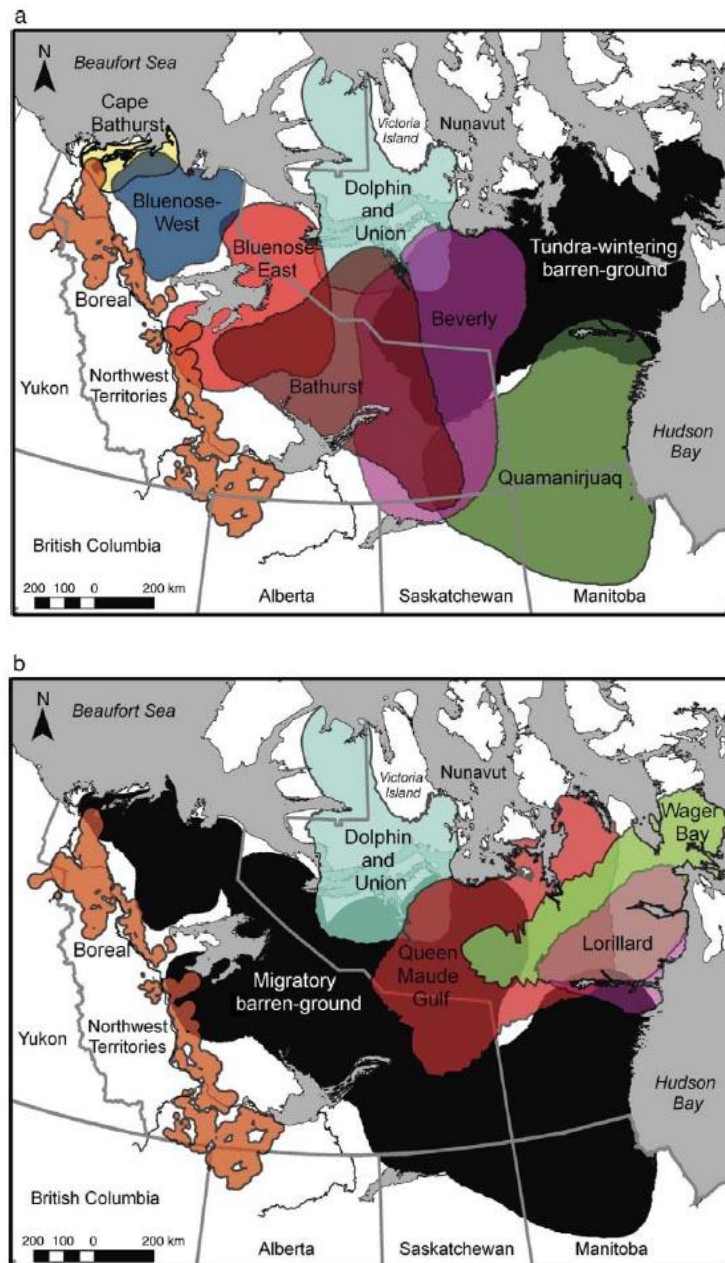 a
N
Beaufort Sea
Cape
Bathurst
Victoria
Island
Nunavut
Bluenose-
West
Dolphin
and
Union
Bluenose-
East
Tundra-wintering
barren-ground
Boreal
Beverly
Yukon
Northwest
Territories
Bathurst
Quamanirjuaq
Hudson
Bay
British Columbia
200 100 0 200 km
Alberta
Saskatchewan
Manitoba
b
N
Beaufort Sea
Victoria
Island
Nunavut
Wager
Bay
Dolphin
and
Union
Boreal
Lorillard
Queen
Maude
Gulf
Migratory
barren-ground
Yukon
Northwest
Territories
Hudson
Bay
British Columbia
200 100 0 200 km
Alberta
Saskatchewan
Manitoba